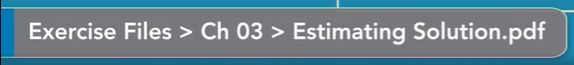 Exercise Files > Ch 03 > Estimating Solution.pdf